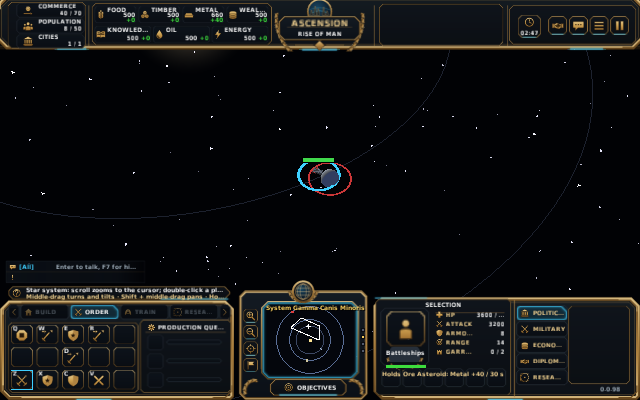 COMMERCE
40 / 70
POPULATION
8 / 50
CITIES
1 / 1
FOOD
500 +0
TIMBER
500 +0
METAL
660 +0
WEAL...
500 +0
KNOWLED...
500 +0
OIL
500 +0
ENERGY
500 +0
ASCENSION
RISE OF MAN
02:47
[All] Enter to talk, F7 for hi...
!
Star system: scroll zooms to the cursor; double-click a pl...
Middle-drag turns and tilts · Shift + middle drag pans · Ho...
BUILD
ORDER
TRAIN
RESEA...
PRODUCTION QUE...
System Gamma Canis Minoris
OBJECTIVES
SELECTION
Battleships
HP 3600 / ...
ATTACK 3200
ARMO... 8
RANGE 14
GARR... 0 / 2
Holds Ore Asteroid: Metal +40 / 30 s
POLITIC...
MILITARY
ECONO...
DIPLOM...
RESEA...
0.0.98